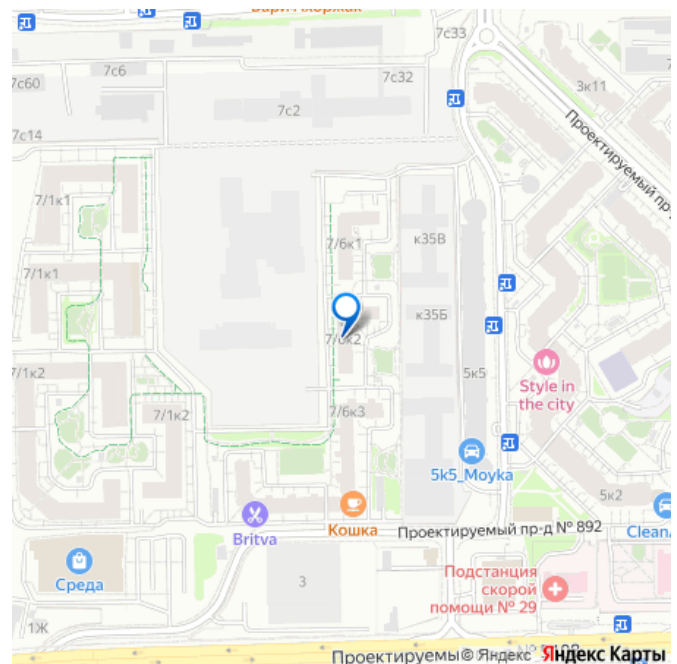 7с33
7с6
7с32
7с60
3к11
7с2
7с14
Проектируемый пр-д
7/1к1
к35В
7/6к1
7/1к1
к35Б
7/6к2
7/1к2
5к5
Style in
the city
7/1к2
7/6к3
5k5_Moyka
5к2
Britva
Кошка
Проектируемый пр-д № 892
Среда
3
Подстанция
скорой
помощи № 29
1Ж
Проектируемы
© Яндекс Яндекс Карты